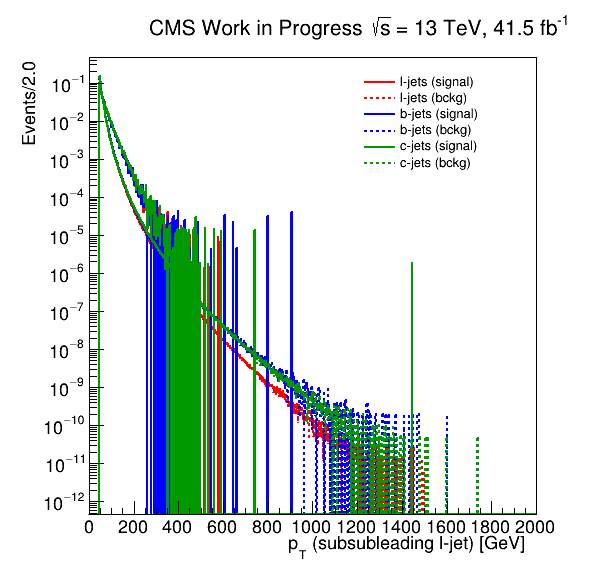 CMS Work in Progress √s = 13 TeV, 41.5 fb⁻¹
Events/2.0
l-jets (signal)
l-jets (bckg)
b-jets (signal)
b-jets (bckg)
c-jets (signal)
c-jets (bckg)
10⁻¹
10⁻²
10⁻³
10⁻⁴
10⁻⁵
10⁻⁶
10⁻⁷
10⁻⁸
10⁻⁹
10⁻¹⁰
10⁻¹¹
10⁻¹²
0 200 400 600 800 1000 1200 1400 1600 1800 2000
p_T (subsubleading l-jet) [GeV]